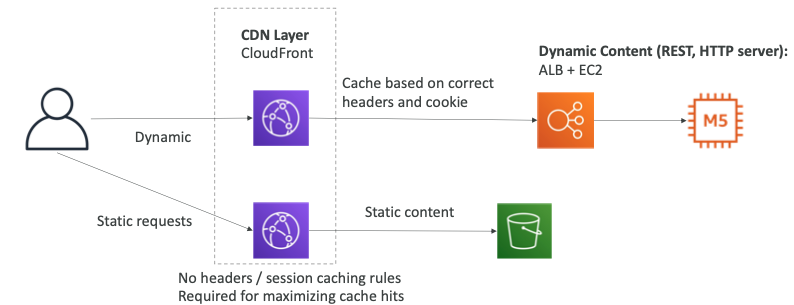 CDN Layer
CloudFront
Dynamic Content (REST, HTTP server):
ALB + EC2
Cache based on correct
headers and cookie
M5
Dynamic
Static requests
Static content
No headers / session caching rules
Required for maximizing cache hits